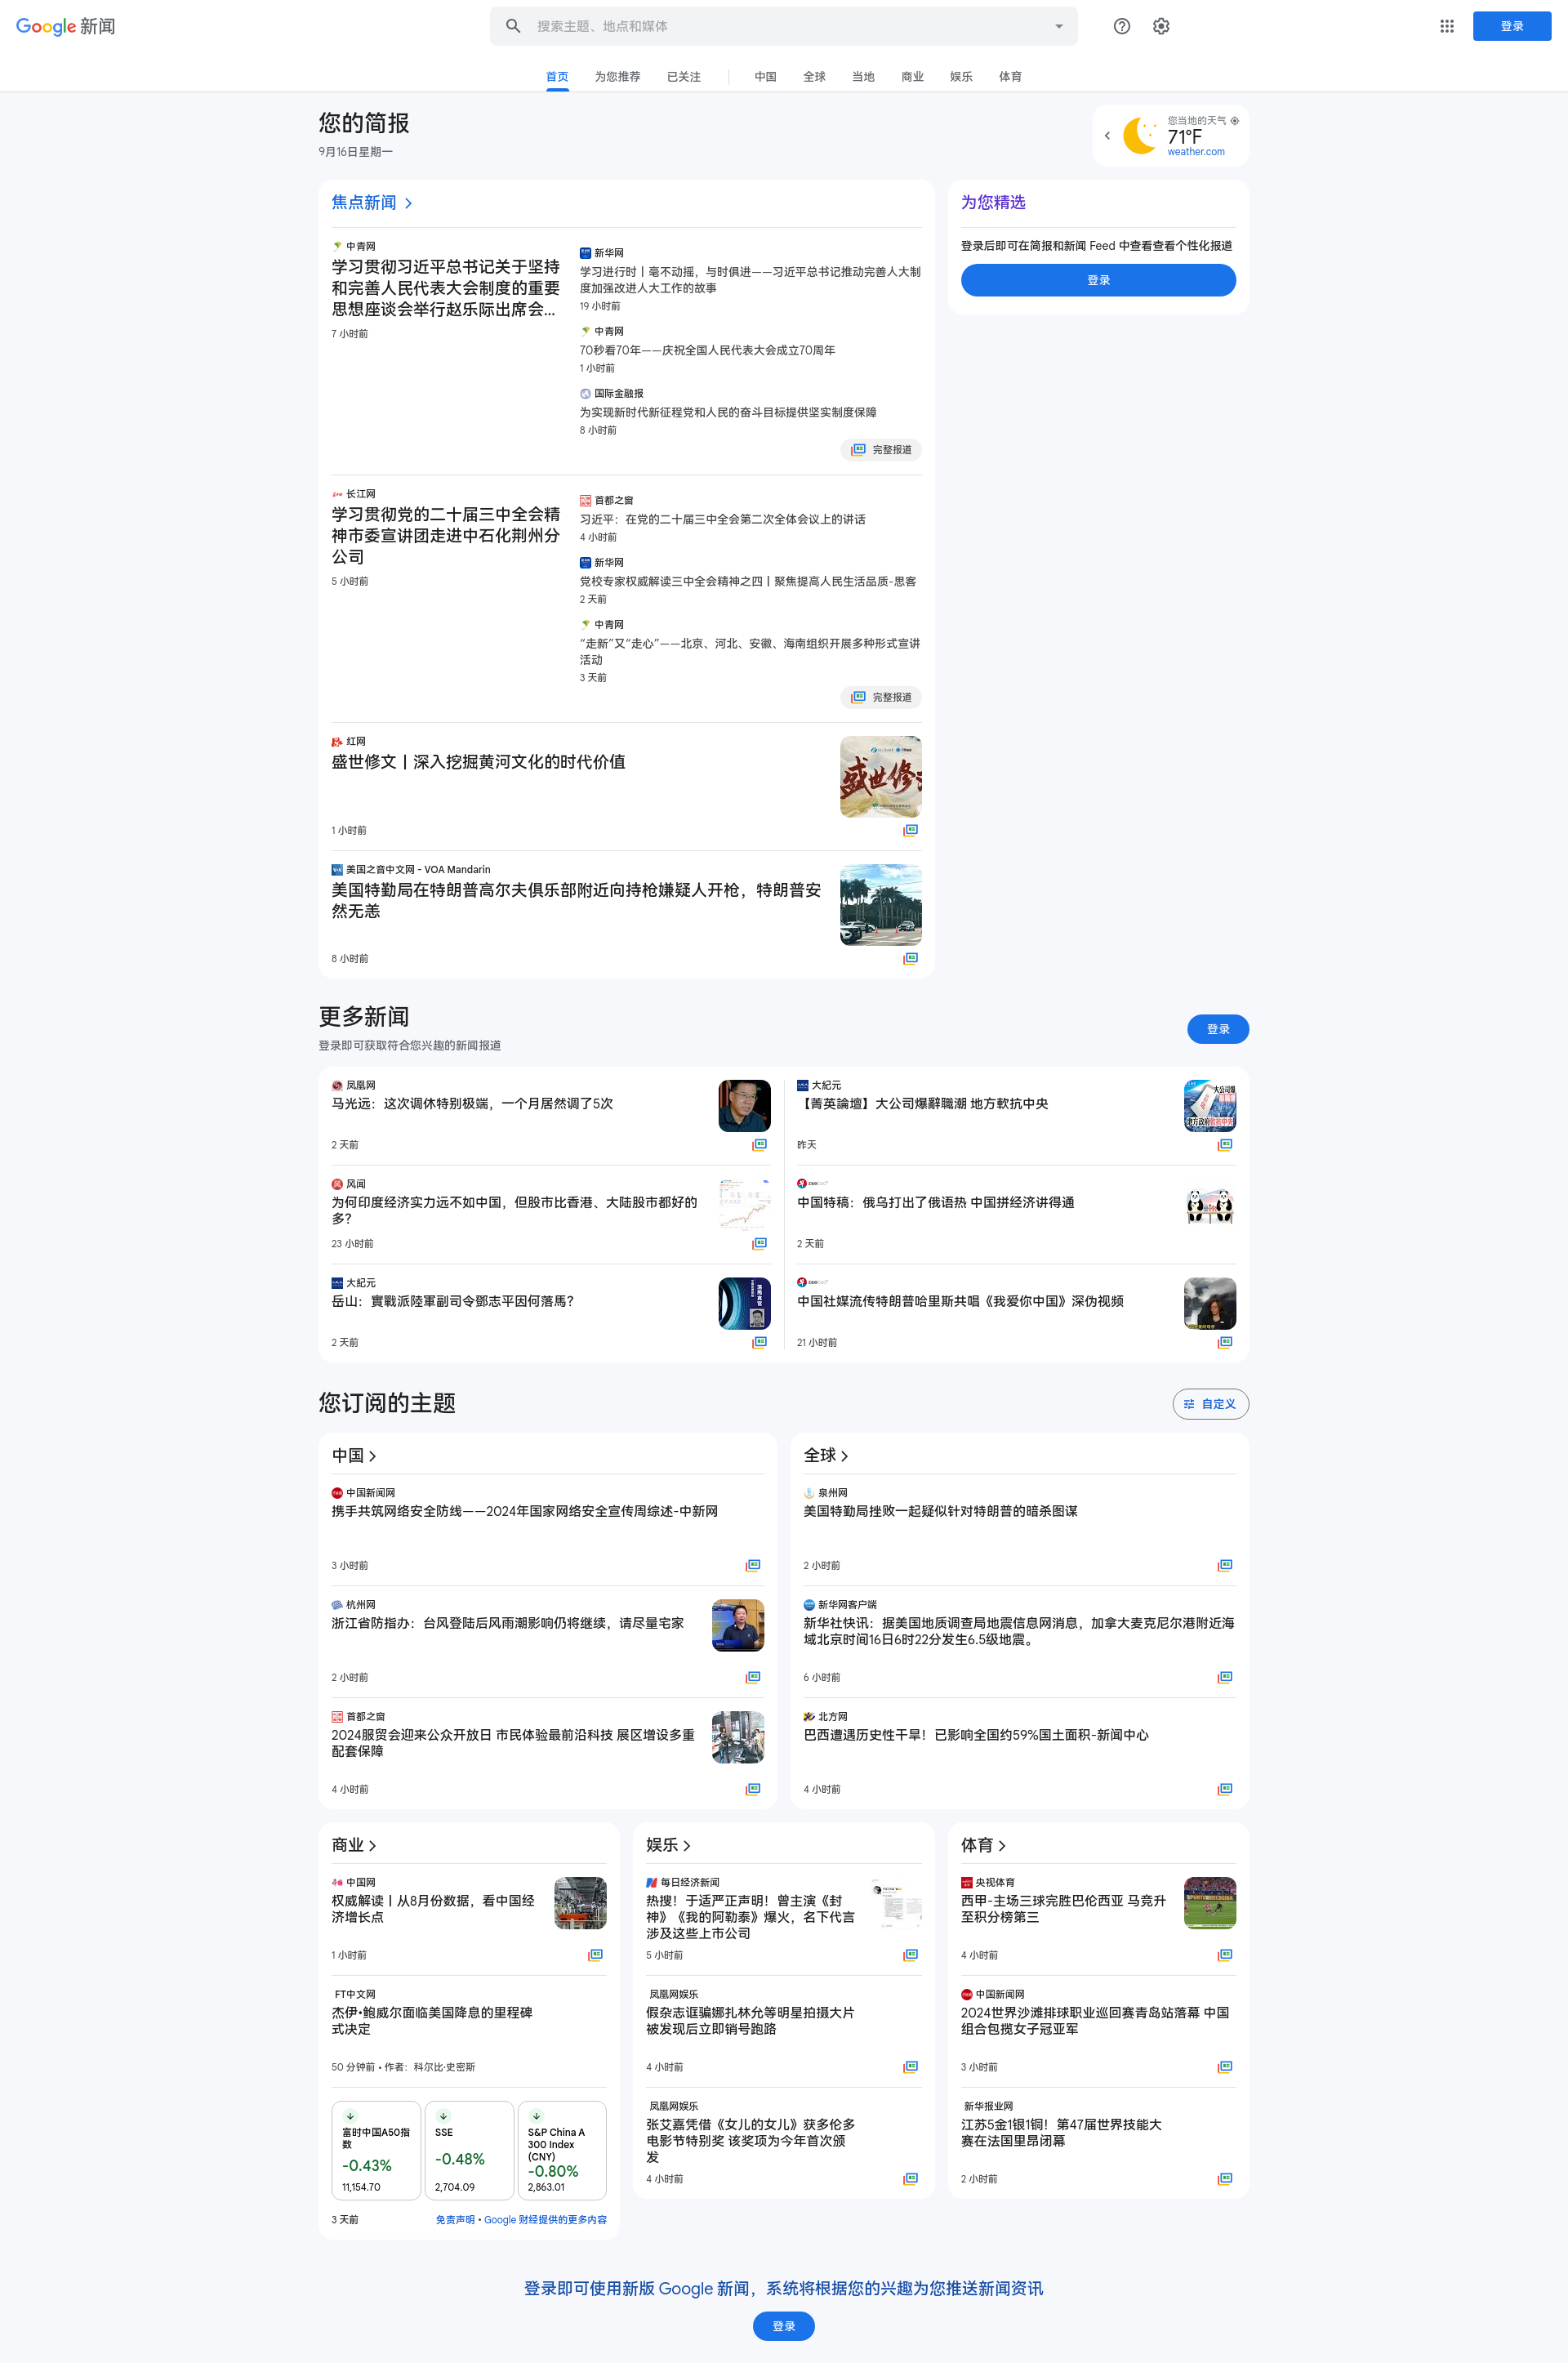 Google 新闻
搜索主题、地点和媒体
登录
首页
为您推荐
已关注
中国
全球
当地
商业
娱乐
体育
您的简报
9月16日星期一
您当地的天气
71°F
weather.com
焦点新闻
中青网
学习贯彻习近平总书记关于坚持
和完善人民代表大会制度的重要
思想座谈会举行赵乐际出席会...
7 小时前
新华网
学习进行时丨毫不动摇，与时俱进——习近平总书记推动完善人大制
度加强改进人大工作的故事
19 小时前
中青网
70秒看70年——庆祝全国人民代表大会成立70周年
1 小时前
国际金融报
为实现新时代新征程党和人民的奋斗目标提供坚实制度保障
8 小时前
完整报道
长江网
学习贯彻党的二十届三中全会精
神市委宣讲团走进中石化荆州分
公司
5 小时前
首都之窗
习近平：在党的二十届三中全会第二次全体会议上的讲话
4 小时前
新华网
党校专家权威解读三中全会精神之四丨聚焦提高人民生活品质-思客
2 天前
中青网
“走新”又“走心”——北京、河北、安徽、海南组织开展多种形式宣讲
活动
3 天前
完整报道
红网
盛世修文丨深入挖掘黄河文化的时代价值
1 小时前
美国之音中文网 - VOA Mandarin
美国特勤局在特朗普高尔夫俱乐部附近向持枪嫌疑人开枪，特朗普安
然无恙
8 小时前
为您精选
登录后即可在简报和新闻 Feed 中查看查看个性化报道
登录
更多新闻
登录即可获取符合您兴趣的新闻报道
登录
凤凰网
马光远：这次调休特别极端，一个月居然调了5次
2 天前
风闻
为何印度经济实力远不如中国，但股市比香港、大陆股市都好的
多？
23 小时前
大紀元
岳山：實戰派陸軍副司令鄧志平因何落馬？
2 天前
大紀元
【菁英論壇】大公司爆辭職潮 地方軟抗中央
昨天
中国特稿：俄乌打出了俄语热 中国拼经济讲得通
2 天前
中国社媒流传特朗普哈里斯共唱《我爱你中国》深伪视频
21 小时前
您订阅的主题
自定义
中国
中国新闻网
携手共筑网络安全防线——2024年国家网络安全宣传周综述-中新网
3 小时前
杭州网
浙江省防指办：台风登陆后风雨潮影响仍将继续，请尽量宅家
2 小时前
首都之窗
2024服贸会迎来公众开放日 市民体验最前沿科技 展区增设多重
配套保障
4 小时前
全球
泉州网
美国特勤局挫败一起疑似针对特朗普的暗杀图谋
2 小时前
新华网客户端
新华社快讯：据美国地质调查局地震信息网消息，加拿大麦克尼尔港附近海
域北京时间16日6时22分发生6.5级地震。
6 小时前
北方网
巴西遭遇历史性干旱！已影响全国约59%国土面积-新闻中心
4 小时前
商业
中国网
权威解读丨从8月份数据，看中国经
济增长点
1 小时前
FT中文网
杰伊•鲍威尔面临美国降息的里程碑
式决定
50 分钟前 • 作者：科尔比·史密斯
富时中国A50指
数
-0.43%
11,154.70
SSE
-0.48%
2,704.09
S&P China A
300 Index
(CNY)
-0.80%
2,863.01
3 天前
免责声明 • Google 财经提供的更多内容
娱乐
每日经济新闻
热搜！于适严正声明！曾主演《封
神》《我的阿勒泰》爆火，名下代言
涉及这些上市公司
5 小时前
凤凰网娱乐
假杂志诓骗娜扎林允等明星拍摄大片
被发现后立即销号跑路
4 小时前
凤凰网娱乐
张艾嘉凭借《女儿的女儿》获多伦多
电影节特别奖 该奖项为今年首次颁
发
4 小时前
体育
央视体育
西甲-主场三球完胜巴伦西亚 马竞升
至积分榜第三
4 小时前
中国新闻网
2024世界沙滩排球职业巡回赛青岛站落幕 中国
组合包揽女子冠亚军
3 小时前
新华报业网
江苏5金1银1铜！第47届世界技能大
赛在法国里昂闭幕
2 小时前
登录即可使用新版 Google 新闻，系统将根据您的兴趣为您推送新闻资讯
登录